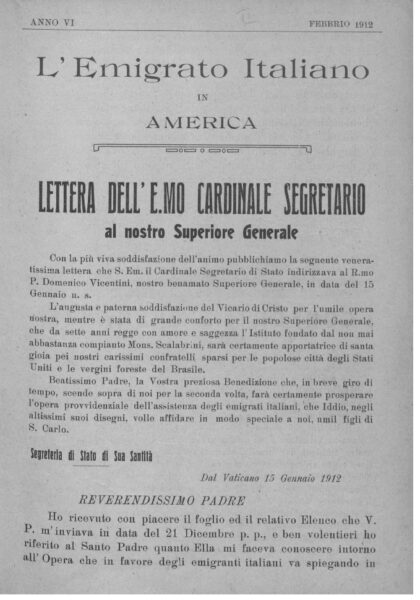 ANNO VI FEBBRIO 1912
L'Emigrato Italiano
IN
AMERICA
LETTERA DELL' E.MO CARDINALE SEGRETARIO
al nostro Superiore Generale
Con la più viva soddisfazione dell'animo pubblichiamo la seguente venera-
tissima lettera che S. Em. il Cardinale Segretario di Stato indirizzava al R.mo
P. Domenico Vicentini, nostro benamato Superiore Generale, in data del 15
Gennaio u. s.
L'augusta e paterna soddisfazione del Vicario di Cristo per l'umile opera
nostra, mentre è stata di grande conforto per il nostro Superiore Generale,
che da sette anni regge con amore e saggezza l'Istituto fondato dal non mai
abbastanza compianto Mons. Scalabrini, sarà certamente apportatrice di santa
gioia pei nostri carissimi confratelli sparsi per le popolose città degli Stati
Uniti e le vergini foreste del Brasile.
Beatissimo Padre, la Vostra preziosa Benedizione che, in breve giro di
tempo, scende sopra di noi per la seconda volta, farà certamente prosperare
l'opera provvidenziale dell'assistenza degli emigrati italiani, che Iddio, negli
altissimi suoi disegni, volle affidare in modo speciale a noi, umil figli di
S. Carlo.
Segreteria di Stato di Sua Santità
Dal Vaticano 15 Gennaio 1912
REVERENDISSIMO PADRE
Ho ricevuto con piacere il foglio ed il relativo Elenco che V.
P. m'inviava in data del 21 Dicembre p. p., e ben volentieri ho
riferito al Santo Padre quanto Ella mi faceva conoscere intorno
all'Opera che in favore degli emigranti italiani va spiegando in